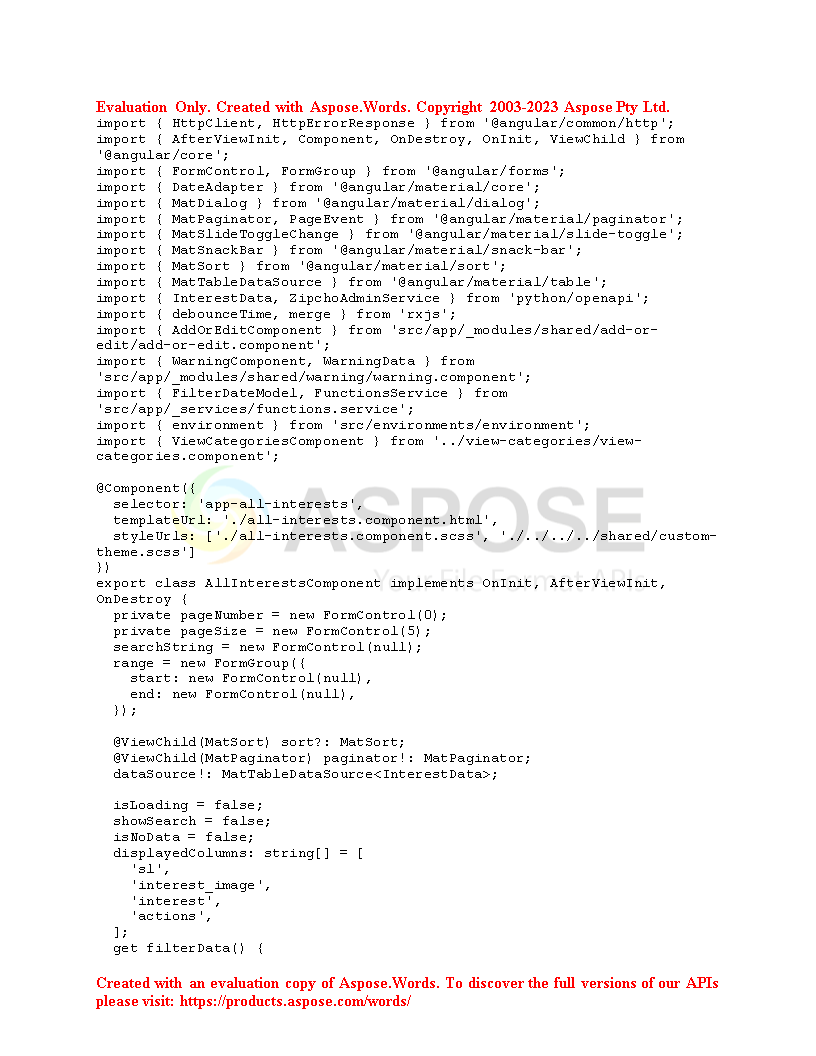 Evaluation Only. Created with Aspose.Words. Copyright 2003-2023 Aspose Pty Ltd.
import { HttpClient, HttpErrorResponse } from '@angular/common/http';
import { AfterViewInit, Component, OnDestroy, OnInit, ViewChild } from
'@angular/core';
import { FormControl, FormGroup } from '@angular/forms';
import { DateAdapter } from '@angular/material/core';
import { MatDialog } from '@angular/material/dialog';
import { MatPaginator, PageEvent } from '@angular/material/paginator';
import { MatSlideToggleChange } from '@angular/material/slide-toggle';
import { MatSnackBar } from '@angular/material/snack-bar';
import { MatSort } from '@angular/material/sort';
import { MatTableDataSource } from '@angular/material/table';
import { InterestData, ZipchoAdminService } from 'python/openapi';
import { debounceTime, merge } from 'rxjs';
import { AddOrEditComponent } from 'src/app/_modules/shared/add-or-
edit/add-or-edit.component';
import { WarningComponent, WarningData } from
'src/app/_modules/shared/warning/warning.component';
import { FilterDateModel, FunctionsService } from
'src/app/_services/functions.service';
import { environment } from 'src/environments/environment';
import { ViewCategoriesComponent } from '../view-categories/view-
categories.component';
@Component({
  selector: 'app-all-interests',
  templateUrl: './all-interests.component.html',
  styleUrls: ['./all-interests.component.scss', './../../../shared/custom-
theme.scss']
})
ASPOSE
Your File Format APIs
export class AllInterestsComponent implements OnInit, AfterViewInit,
OnDestroy {
  private pageNumber = new FormControl(0);
  private pageSize = new FormControl(5);
  searchString = new FormControl(null);
  range = new FormGroup({
    start: new FormControl(null),
    end: new FormControl(null),
  });
  @ViewChild(MatSort) sort?: MatSort;
  @ViewChild(MatPaginator) paginator!: MatPaginator;
  dataSource!: MatTableDataSource<InterestData>;
  isLoading = false;
  showSearch = false;
  isNoData = false;
  displayedColumns: string[] = [
    'sl',
    'interest_image',
    'interest',
    'actions',
  ];
  get filterData() {
Created with an evaluation copy of Aspose.Words. To discover the full versions of our APIs
please visit: https://products.aspose.com/words/